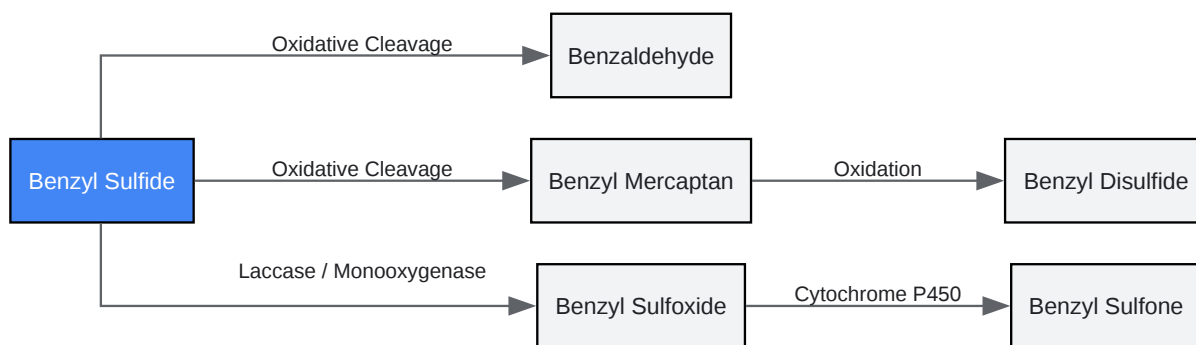 Oxidative Cleavage
Benzaldehyde
Benzyl Sulfide
Oxidative Cleavage
Benzyl Mercaptan
Oxidation
Benzyl Disulfide
Laccase / Monooxygenase
Benzyl Sulfoxide
Cytochrome P450
Benzyl Sulfone